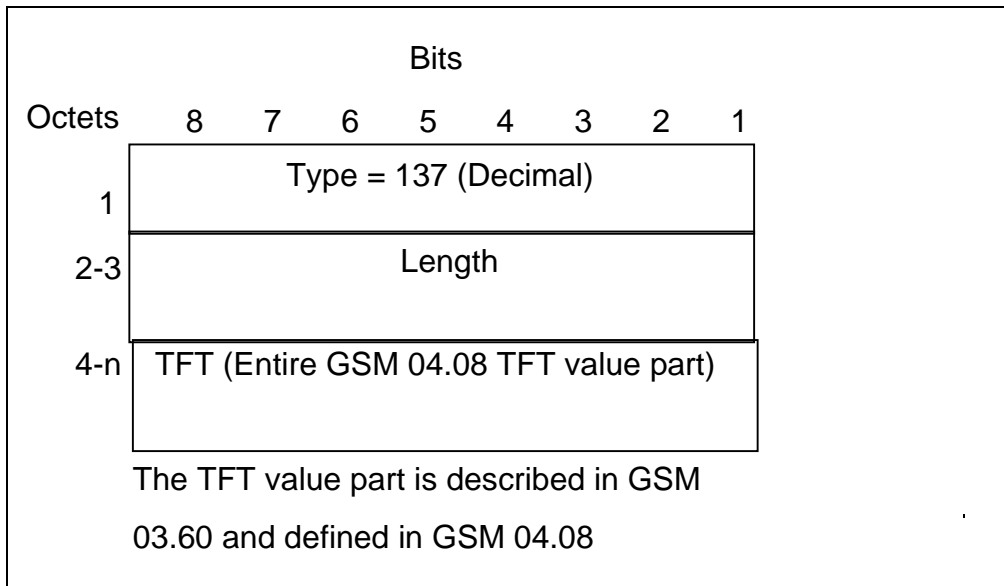 Bits
Octets 8 7 6 5 4 3 2 1
1 Type = 137 (Decimal)
2-3 Length
4-n TFT (Entire GSM 04.08 TFT value part)
The TFT value part is described in GSM
03.60 and defined in GSM 04.08